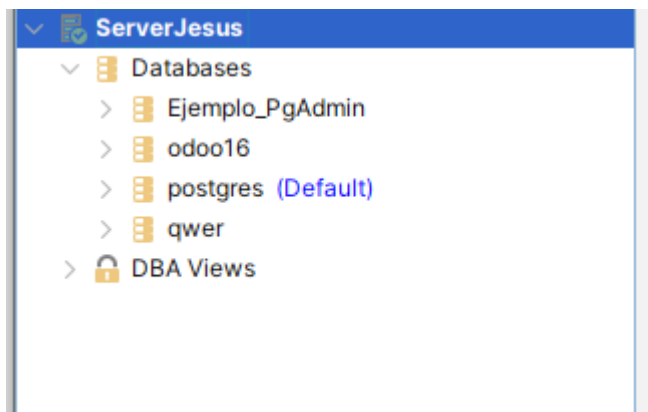 ServerJesus
Databases
Ejemplo_PgAdmin
odoo16
postgres (Default)
qwer
DBA Views